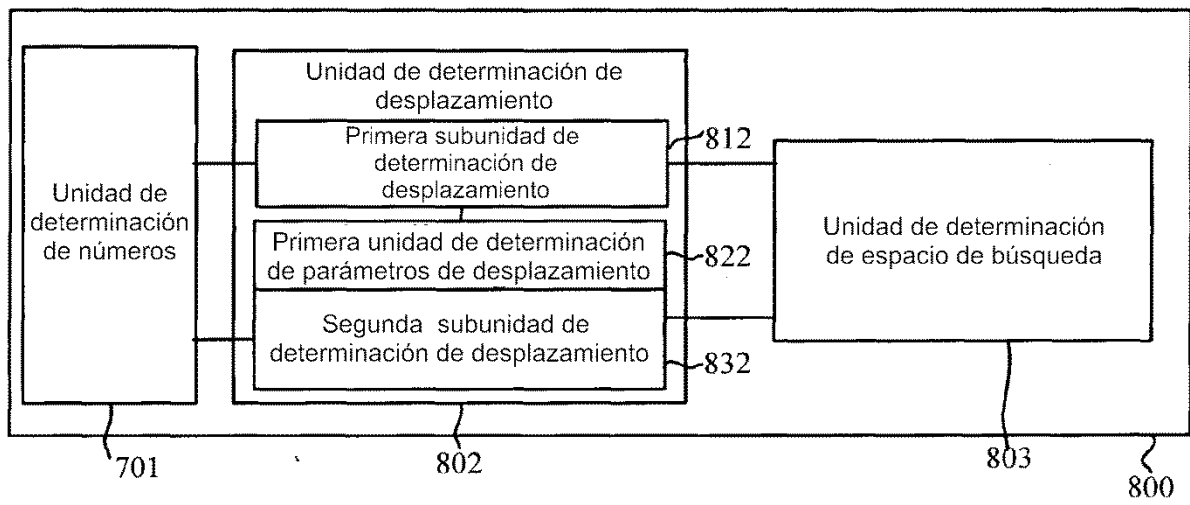 Unidad de
determinación
de números
Unidad de determinación de
desplazamiento
Primera subunidad de
determinación de
desplazamiento
812
Primera unidad de determinación
de parámetros de desplazamiento
822
Segunda subunidad de
determinación de desplazamiento
832
Unidad de determinación
de espacio de búsqueda
701
802
803
800